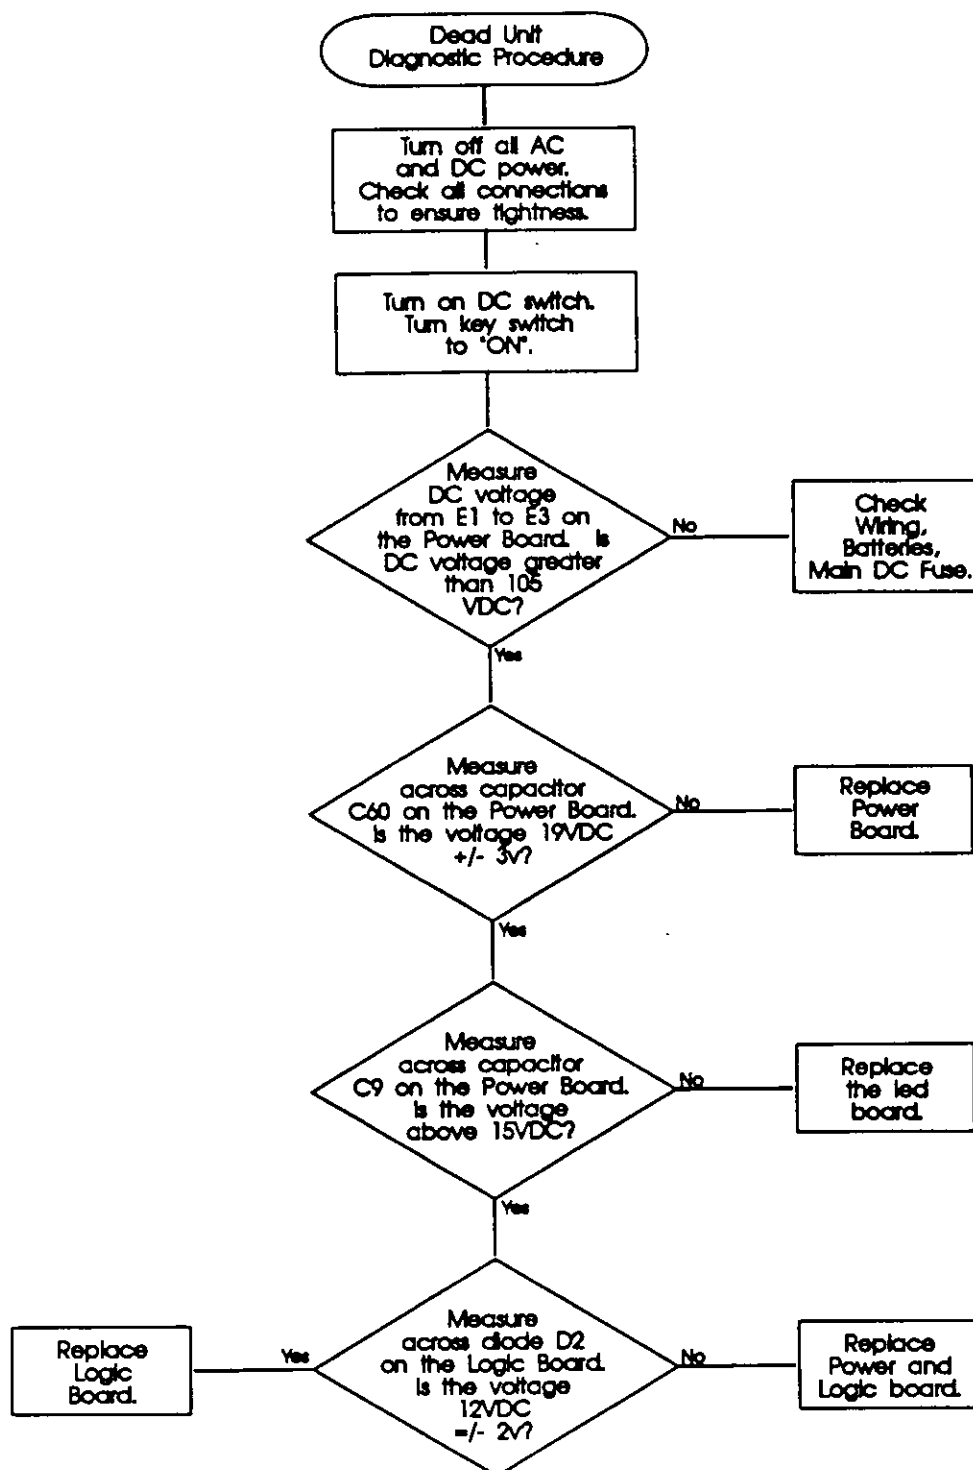 Dead Unit
Diagnostic Procedure
Turn off all AC
and DC power.
Check all connections
to ensure tightness.
Turn on DC switch.
Turn key switch
to "ON".
Measure
DC voltage
from E1 to E3 on
the Power Board. Is
DC voltage greater
than 105
VDC?
No
Check
Wiring,
Batteries,
Main DC Fuse.
Yes
Measure
across capacitor
C60 on the Power Board.
Is the voltage 19VDC
+/- 3v?
No
Replace
Power
Board.
Yes
Measure
across capacitor
C9 on the Power Board.
Is the voltage
above 15VDC?
No
Replace
the led
board.
Yes
Measure
across diode D2
on the Logic Board.
Is the voltage
12VDC
=/- 2v?
Yes
Replace
Logic
Board.
No
Replace
Power and
Logic board.